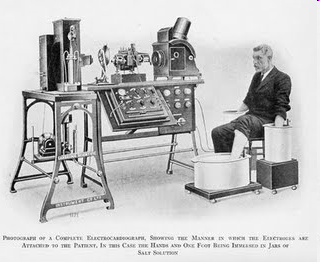 PHOTOGRAPH OF A COMPLETE ELECTROCARDIOGRAPH, SHOWING THE MANNER IN WHICH THE ELECTRODES ARE
ATTACHED TO THE PATIENT, IN THIS CASE THE HANDS AND ONE FOOT BEING IMMERSED IN JARS OF
SALT SOLUTION